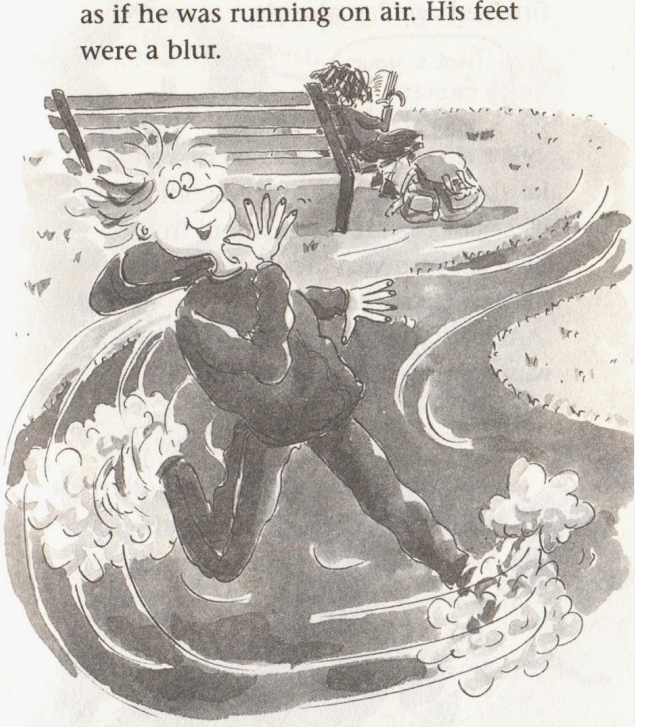 as if he was running on air. His feet
were a blur.